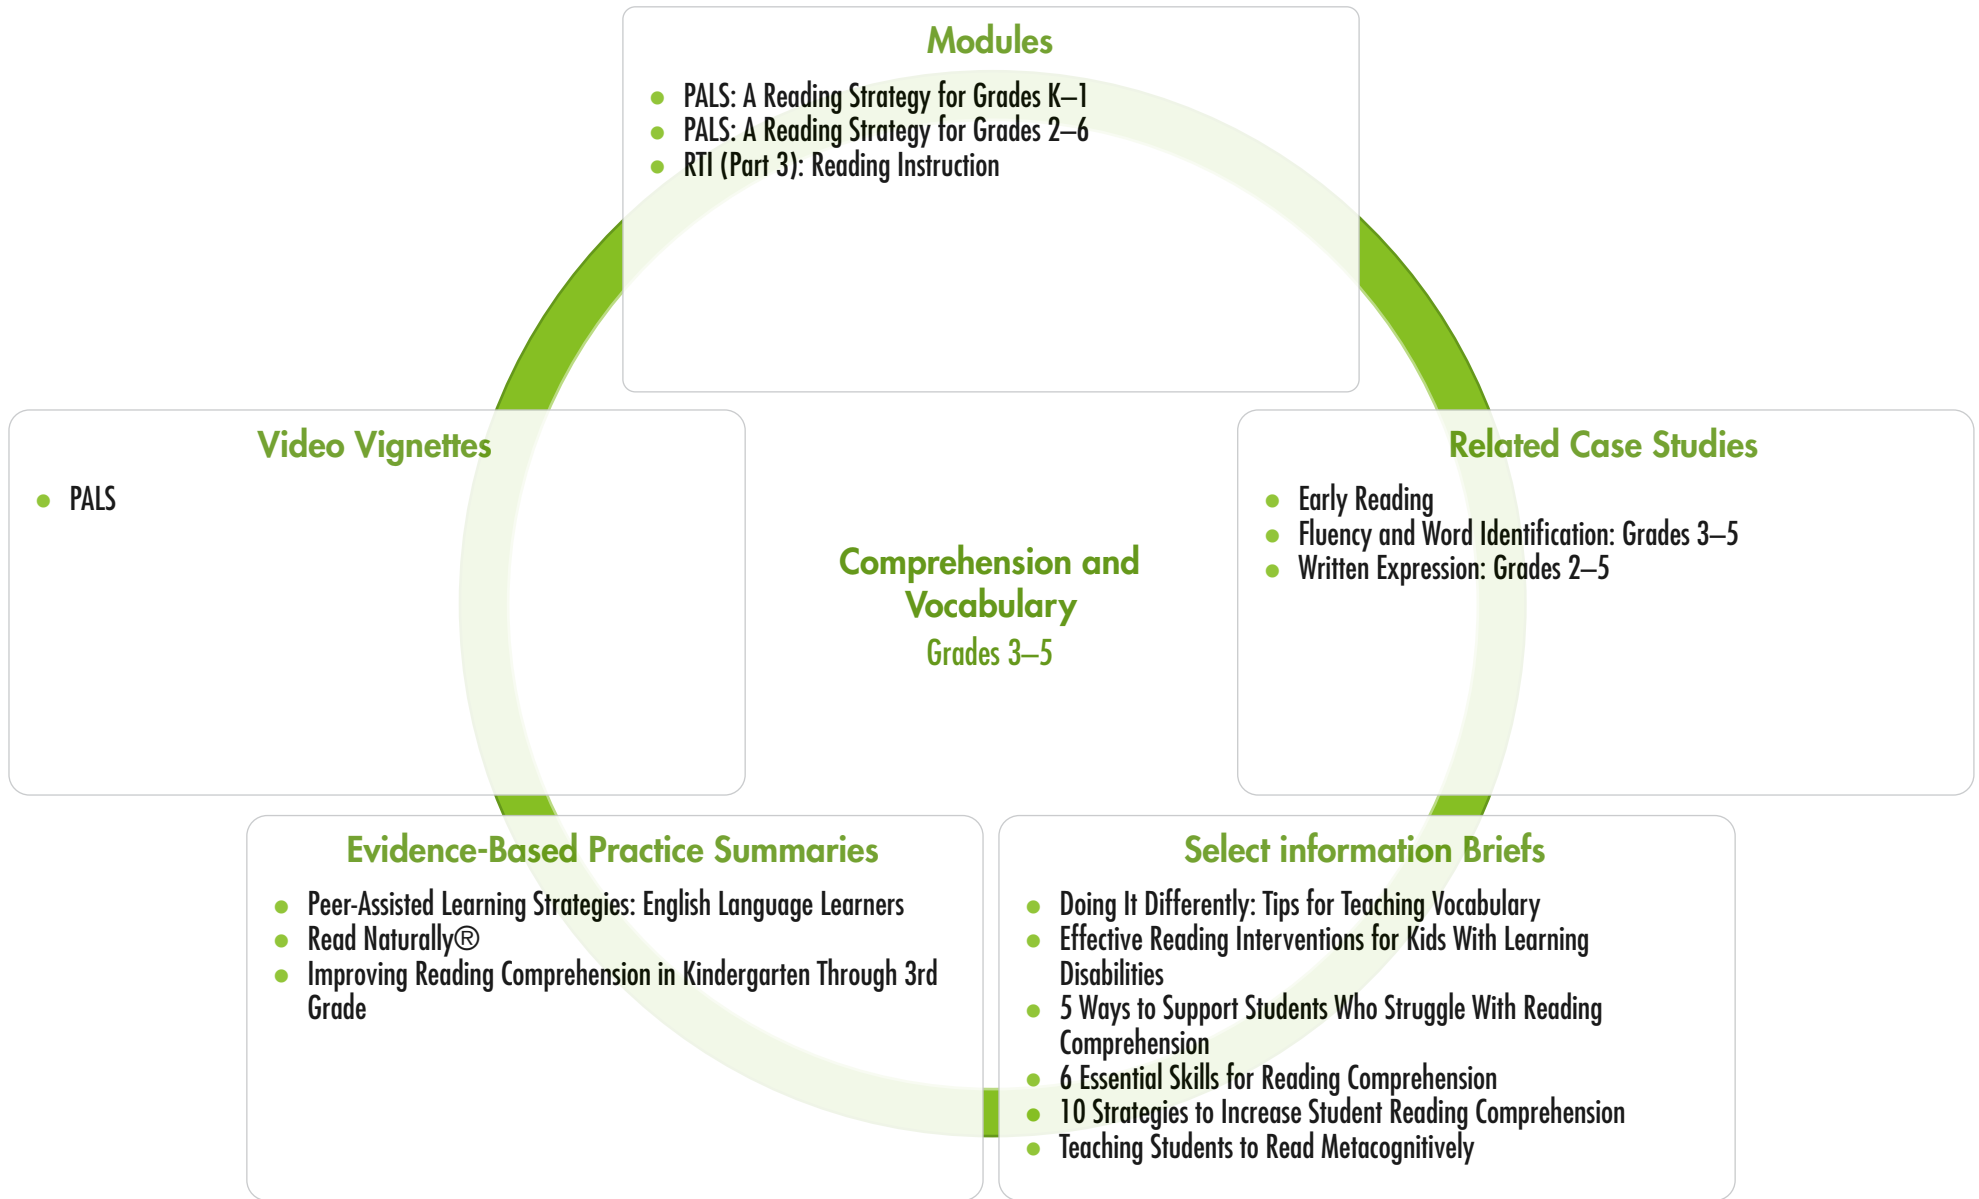 Modules
PALS: A Reading Strategy for Grades K–1
PALS: A Reading Strategy for Grades 2–6
RTI (Part 3): Reading Instruction
Video Vignettes
PALS
Comprehension and
Vocabulary
Grades 3–5
Related Case Studies
Early Reading
Fluency and Word Identification: Grades 3–5
Written Expression: Grades 2–5
Evidence-Based Practice Summaries
Peer-Assisted Learning Strategies: English Language Learners
Read Naturally®
Improving Reading Comprehension in Kindergarten Through 3rd
Grade
Select information Briefs
Doing It Differently: Tips for Teaching Vocabulary
Effective Reading Interventions for Kids With Learning
Disabilities
5 Ways to Support Students Who Struggle With Reading
Comprehension
6 Essential Skills for Reading Comprehension
10 Strategies to Increase Student Reading Comprehension
Teaching Students to Read Metacognitively